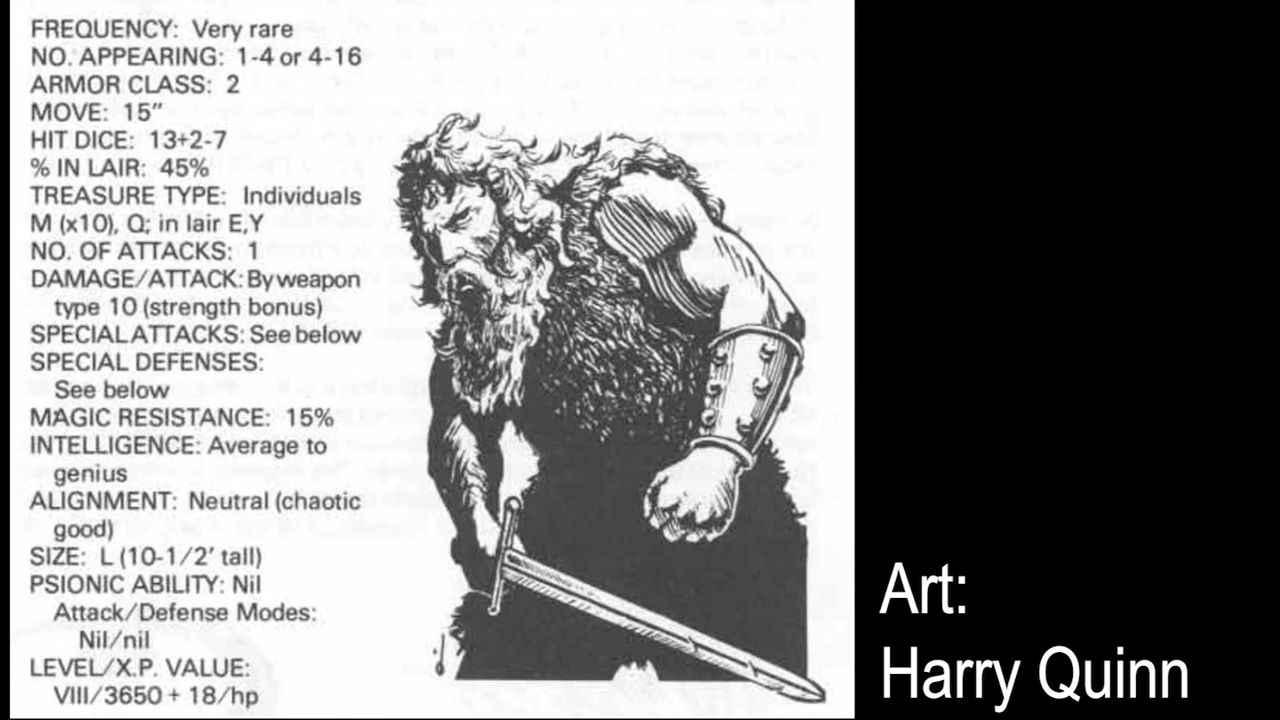 FREQUENCY: Very rare
NO. APPEARING: 1-4 or 4-16
ARMOR CLASS: 2
MOVE: 15"
HIT DICE: 13+2-7
% IN LAIR: 45%
TREASURE TYPE: Individuals
M (x10), Q; in lair E,Y
NO. OF ATTACKS: 1
DAMAGE/ATTACK: By weapon
type 10 (strength bonus)
SPECIAL ATTACKS: See below
SPECIAL DEFENSES:
See below
MAGIC RESISTANCE: 15%
INTELLIGENCE: Average to
genius
ALIGNMENT: Neutral (chaotic
good)
SIZE: L (10-1/2' tall)
PSIONIC ABILITY: Nil
Attack/Defense Modes:
Nil/nil
LEVEL/X.P. VALUE:
VIII/3650 + 18/hp
Art:
Harry Quinn